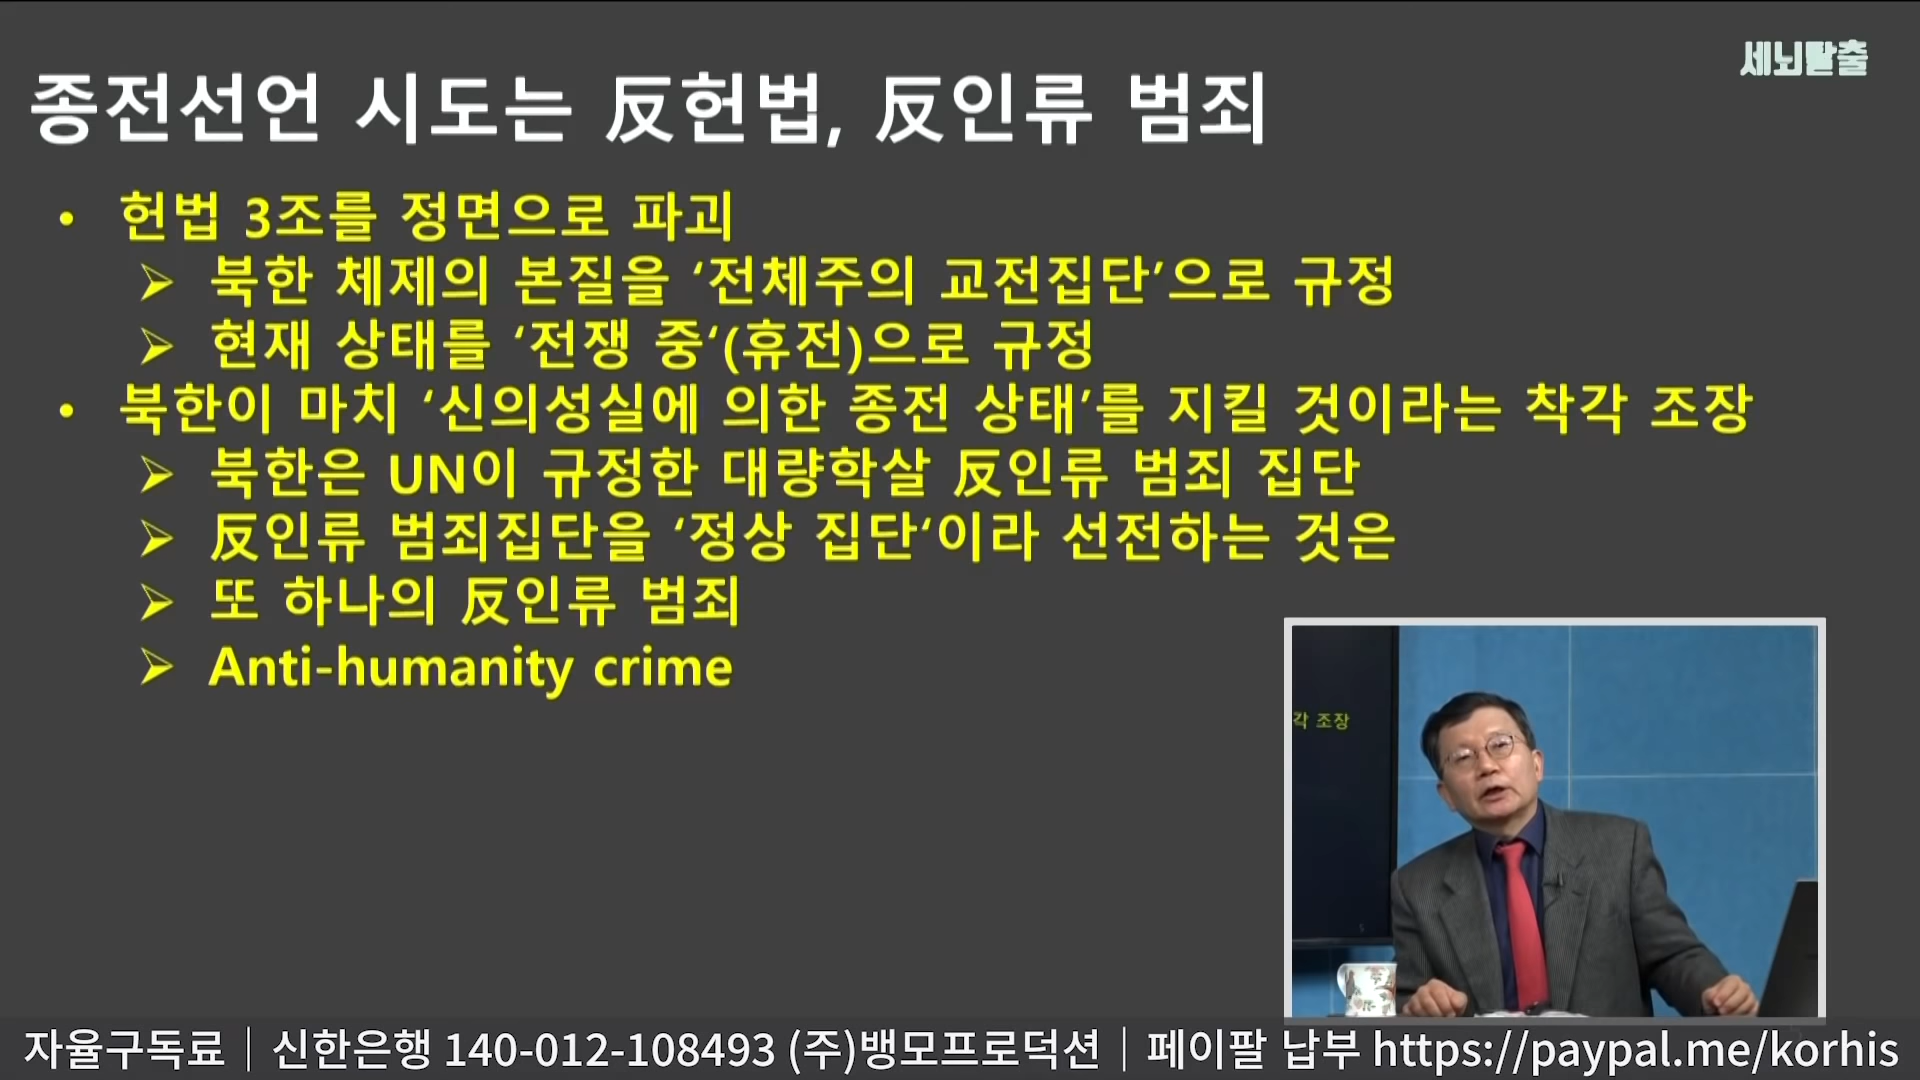 세뇌탈출
종전선언 시도는 反헌법, 反인류 범죄
• 헌법 3조를 정면으로 파괴
➢ 북한 체제의 본질을 ‘전체주의 교전집단’으로 규정
➢ 현재 상태를 ‘전쟁 중‘(휴전)으로 규정
• 북한이 마치 ‘신의성실에 의한 종전 상태’를 지킬 것이라는 착각 조장
➢ 북한은 UN이 규정한 대량학살 反인류 범죄 집단
➢ 反인류 범죄집단을 ‘정상 집단‘이라 선전하는 것은
➢ 또 하나의 反인류 범죄
➢ Anti-humanity crime
각 조장
5
자율구독료｜신한은행 140-012-108493 (주)뱅모프로덕션｜페이팔 납부 https://paypal.me/korhis